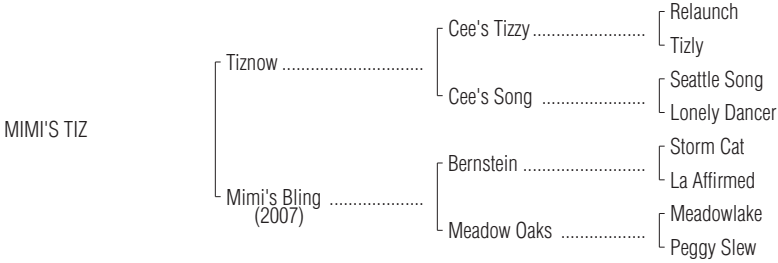 Relaunch
Cee's Tizzy
Tizly
Tiznow
Seattle Song
Cee's Song
Lonely Dancer
MIMI'S TIZ
Storm Cat
Bernstein
La Affirmed
Mimi's Bling
(2007)
Meadowlake
Meadow Oaks
Peggy Slew